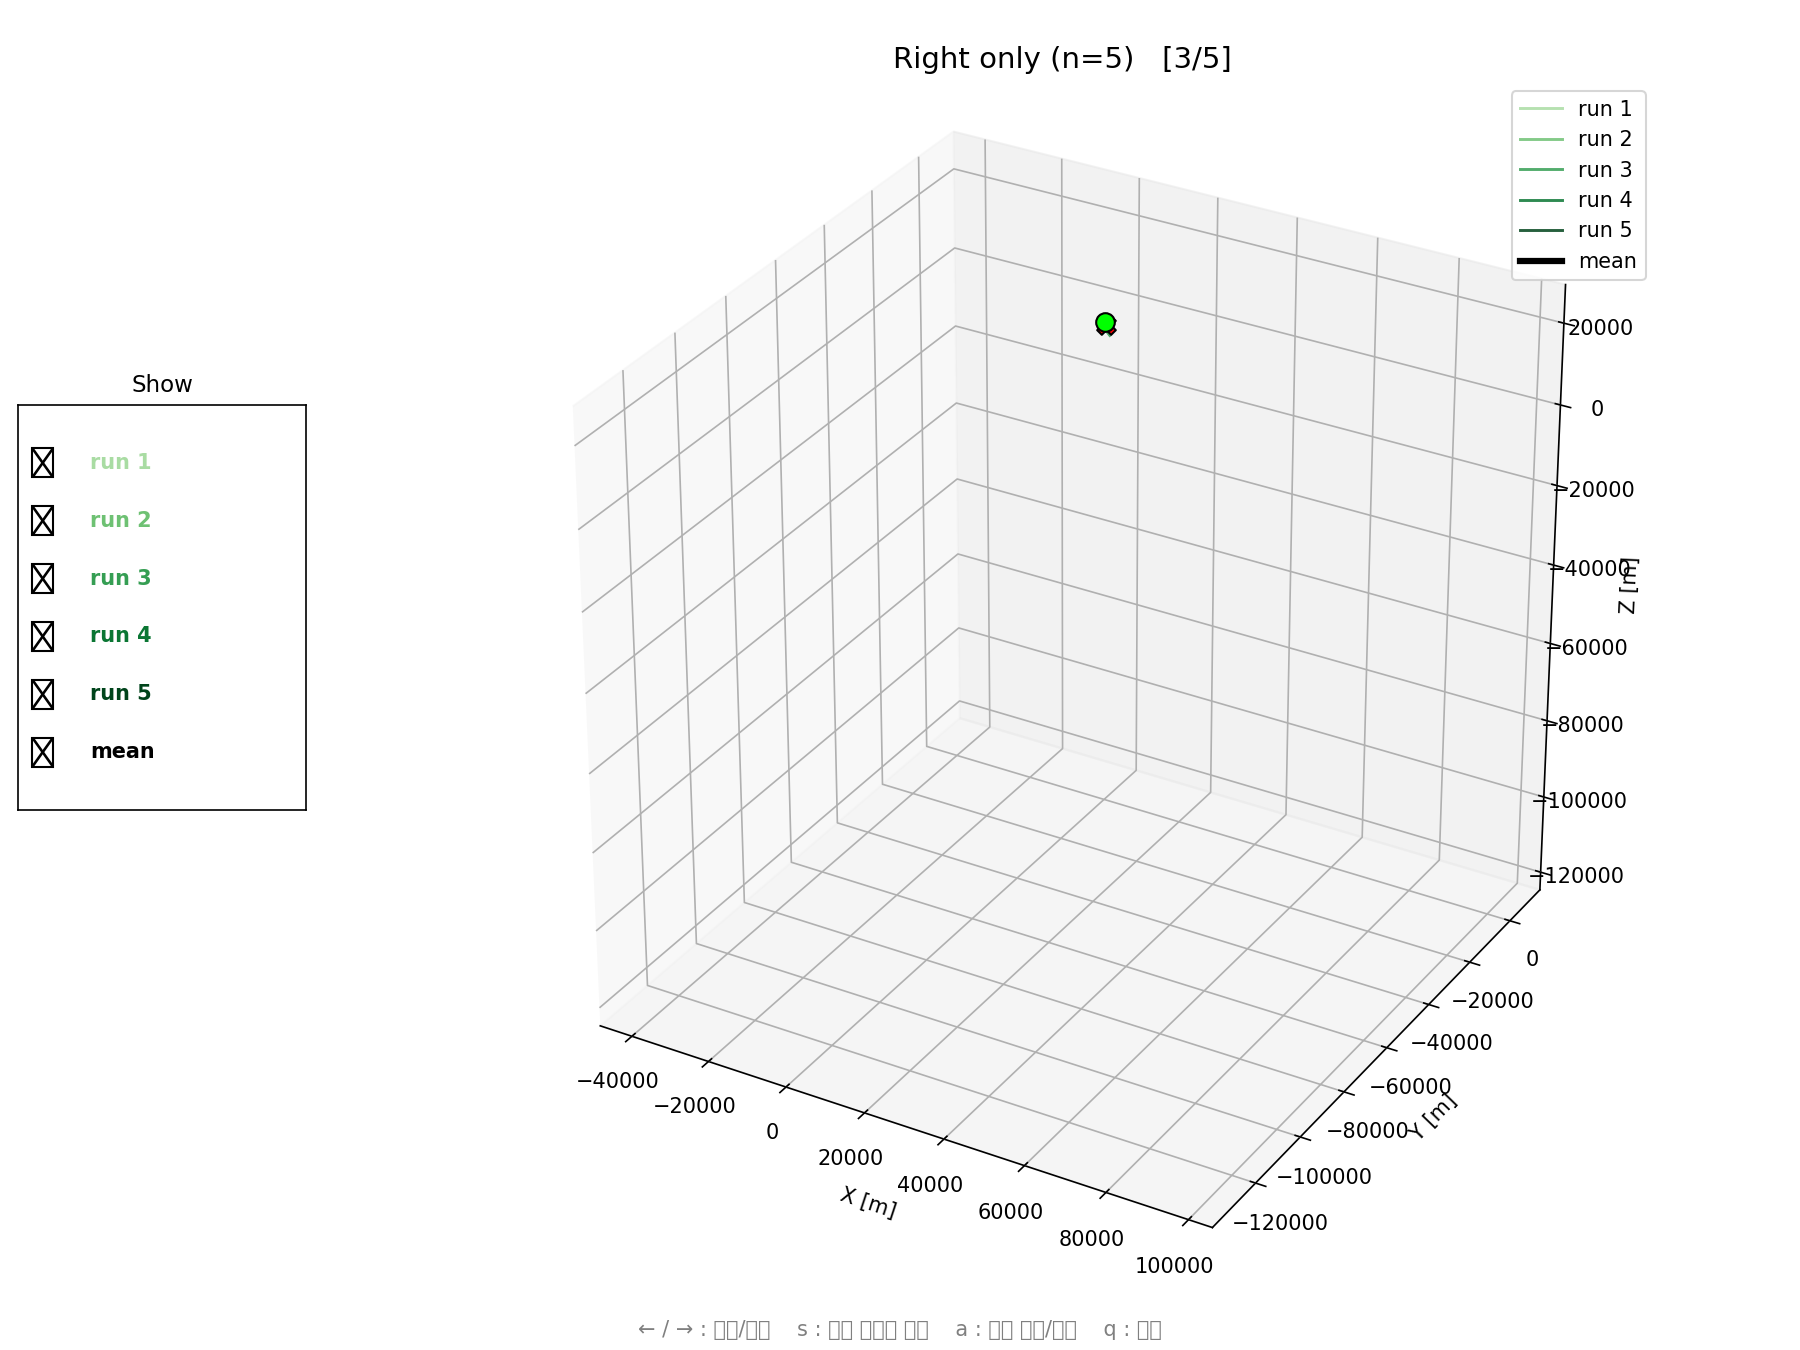 Right only (n=5)   [3/5]
run 1
run 2
run 3
run 4
run 5
mean
Show
run 1
run 2
run 3
run 4
run 5
mean
20000
0
−20000
−40000
−60000
−80000
−100000
−120000
Z [m]
0
−20000
−40000
−60000
−80000
−100000
−120000
Y [m]
−40000
−20000
0
20000
40000
60000
80000
100000
X [m]
← / → : / s : a : / q :